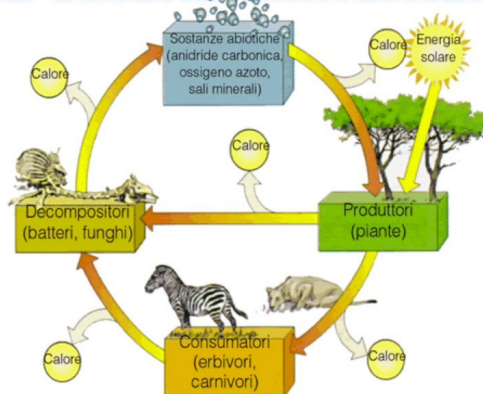 Sostanze abiotiche
(anidride carbonica,
ossigeno azoto,
sali minerali)
Calore
Energia
solare
Calore
Calore
Decompositori
(batteri, funghi)
Produttori
(piante)
Consumatori
(erbivori,
carnivori)
Calore
Calore